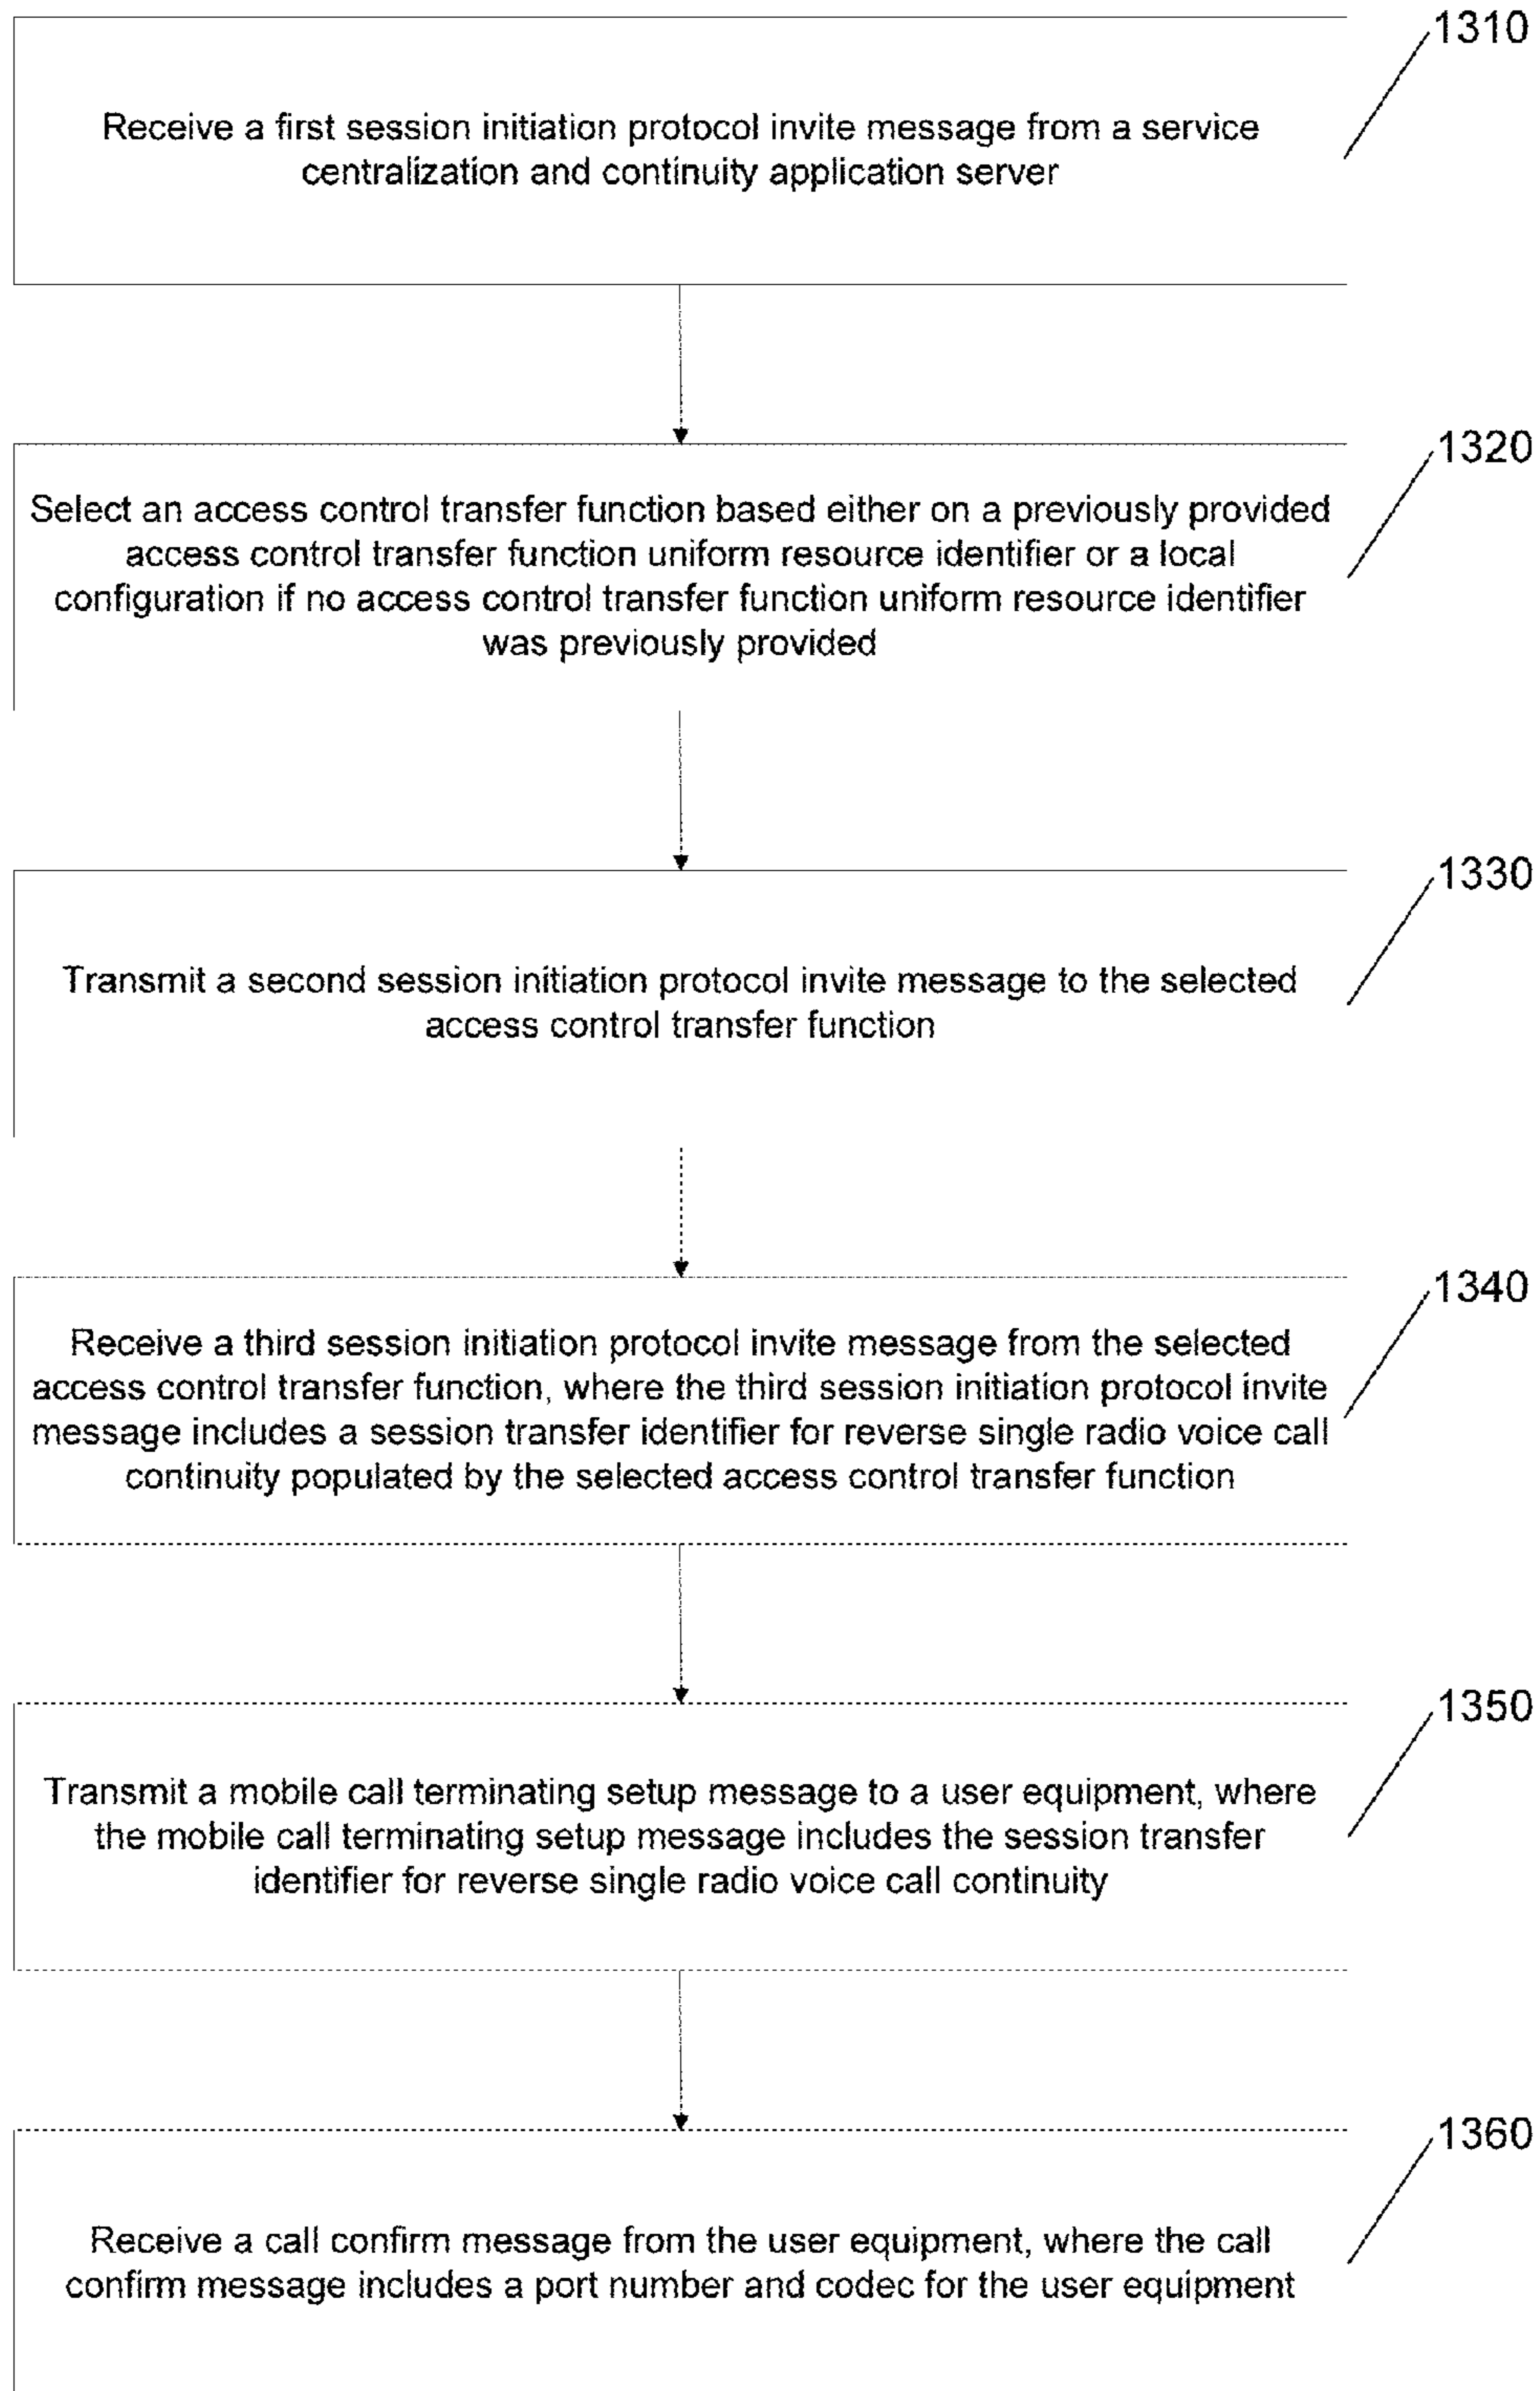 1310
Receive a first session initiation protocol invite message from a service
centralization and continuity application server
1320
Select an access control transfer function based either on a previously provided
access control transfer function uniform resource identifier or a local
configuration if no access control transfer function uniform resource identifier
was previously provided
1330
Transmit a second session initiation protocol invite message to the selected
access control transfer function
1340
Receive a third session initiation protocol invite message from the selected
access control transfer function, where the third session initiation protocol invite
message includes a session transfer identifier for reverse single radio voice call
continuity populated by the selected access control transfer function
1350
Transmit a mobile call terminating setup message to a user equipment, where
the mobile call terminating setup message includes the session transfer
identifier for reverse single radio voice call continuity
1360
Receive a call confirm message from the user equipment, where the call
confirm message includes a port number and codec for the user equipment